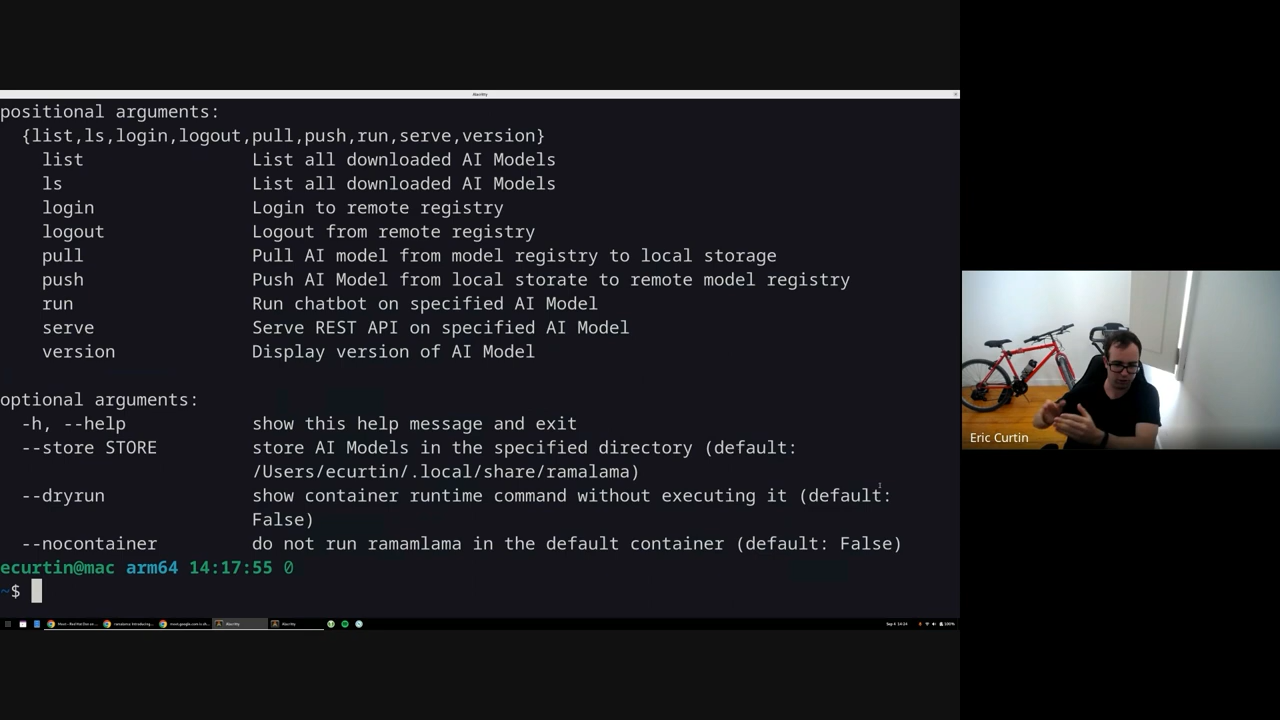 Alacritty
positional arguments:
{list,ls,login,logout,pull,push,run,serve,version}
list List all downloaded AI Models
ls List all downloaded AI Models
login Login to remote registry
logout Logout from remote registry
pull Pull AI model from model registry to local storage
push Push AI Model from local storate to remote model registry
run Run chatbot on specified AI Model
serve Serve REST API on specified AI Model
version Display version of AI Model
optional arguments:
-h, --help show this help message and exit
--store STORE store AI Models in the specified directory (default:
/Users/ecurtin/.local/share/ramalama)
--dryrun show container runtime command without executing it (default:
False)
--nocontainer do not run ramamlama in the default container (default: False)
ecurtin@mac arm64 14:17:55 0
~$
Eric Curtin
Alacritty
Alacritty